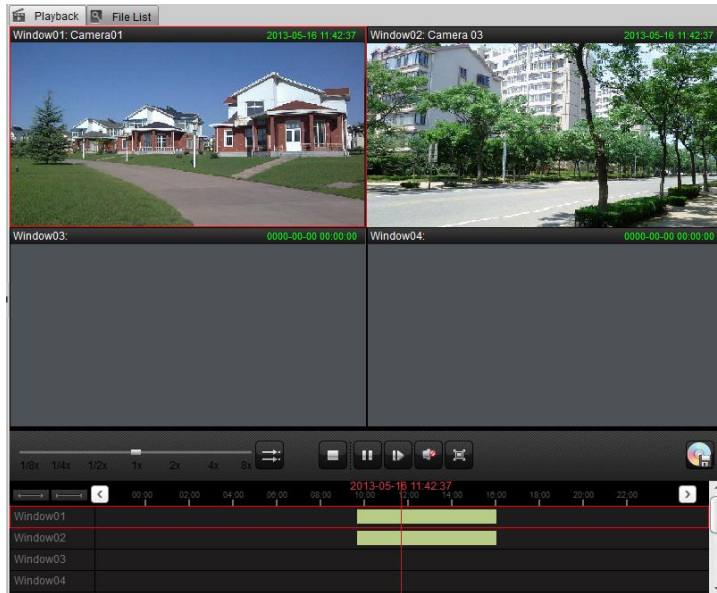 Playback File List
Window01: Camera01 2013-05-16 11:42:37
Window02: Camera 03 2013-05-16 11:42:37
Window03: 0000-00-00 00:00:00
Window04: 0000-00-00 00:00:00
1/8x 1/4x 1/2x 1x 2x 4x 8x
2013-05-16 11:42:37
00:00 02:00 04:00 06:00 08:00 10:00 12:00 14:00 16:00 18:00 20:00 22:00
Window01
Window02
Window03
Window04